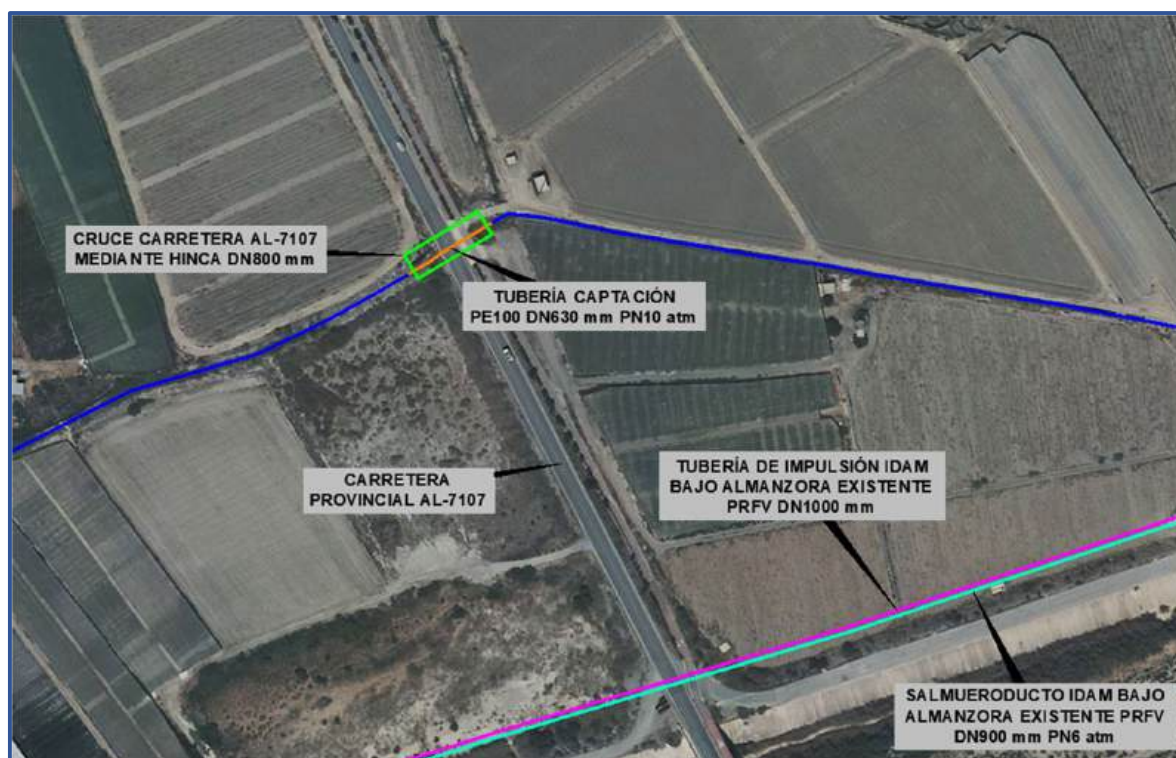 CRUCE CARRETERA AL-7107
MEDIANTE HINCA DN800 mm
TUBERÍA CAPTACIÓN
PE100 DN630 mm PN10 atm
CARRETERA
PROVINCIAL AL-7107
TUBERÍA DE IMPULSIÓN IDAM
BAJO ALMANZORA EXISTENTE
PRFV DN1000 mm
SALMUERODUCTO IDAM BAJO
ALMANZORA EXISTENTE PRFV
DN900 mm PN6 atm